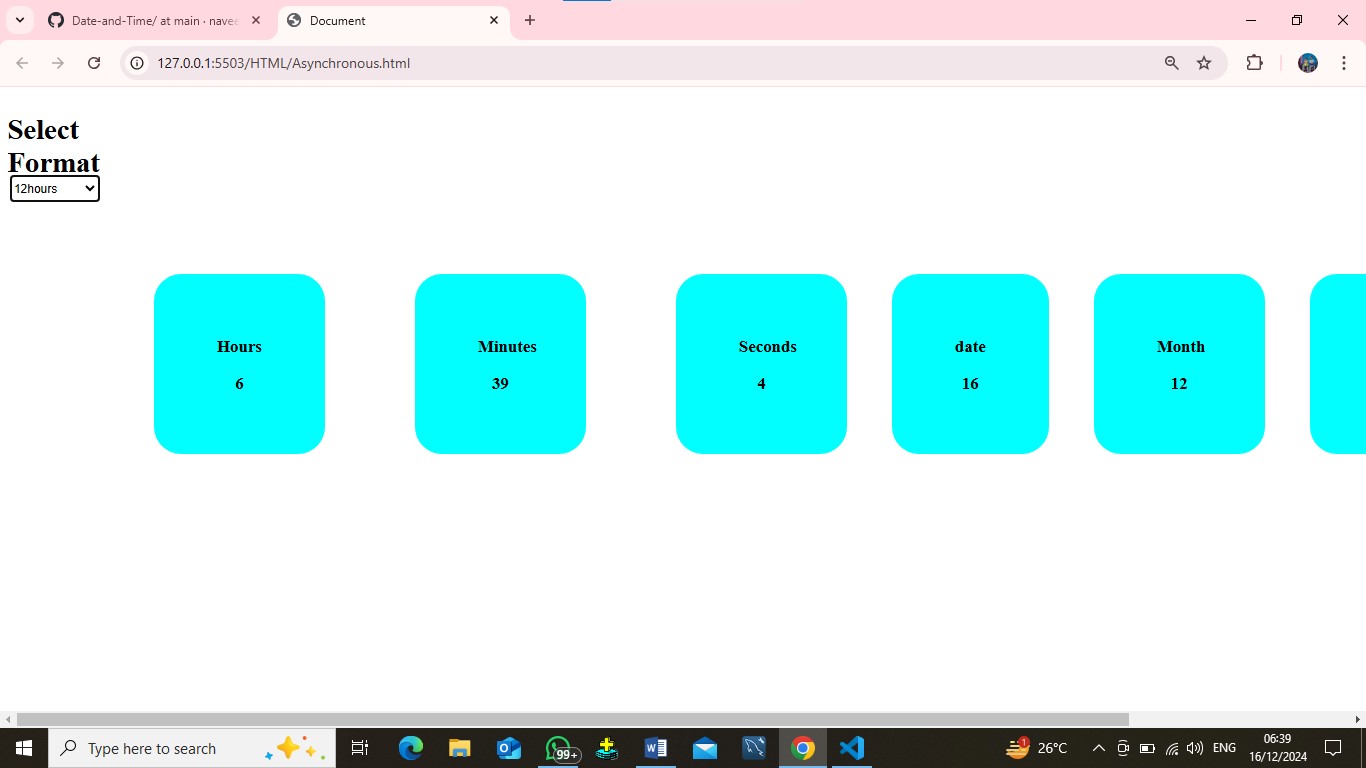 Date-and-Time/ at main · navee
Document
127.0.0.1:5503/HTML/Asynchronous.html
Select
Format
12hours
Hours
6
Minutes
39
Seconds
4
date
16
Month
12
Type here to search
99+
1
26°C
ENG
06:39
16/12/2024